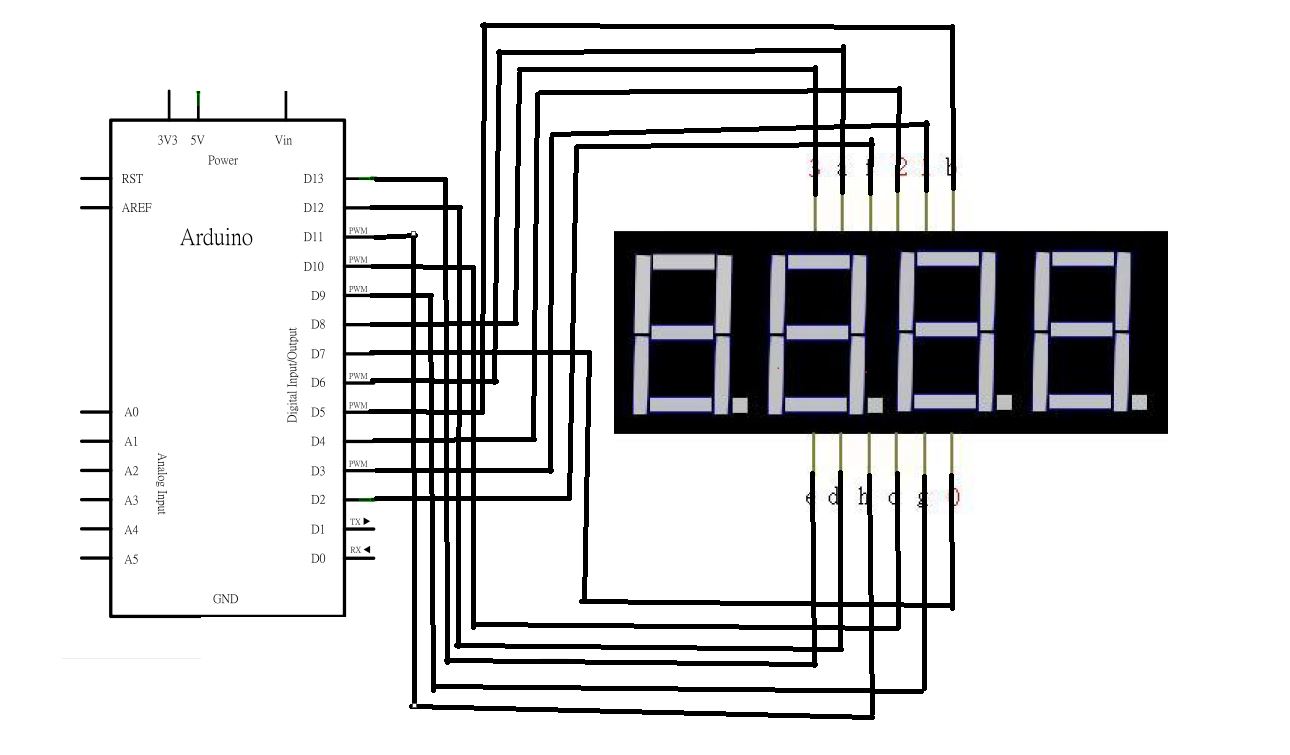 3V3 5V Vin
Power
RST
AREF
Arduino
A0
A1
A2
A3
A4
A5
Analog Input
GND
Digital Input/Output
D13
D12
D11 PWM
D10 PWM
D9 PWM
D8
D7
D6 PWM
D5 PWM
D4
D3 PWM
D2
D1 TX
D0 RX
3 a f 2 b
e d h c g 0